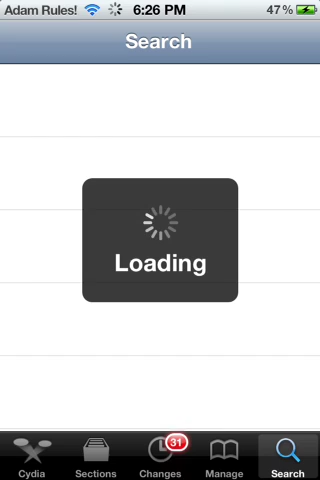 Adam Rules! 6:26 PM 47%
Search
Loading
31
Cydia Sections Changes Manage Search